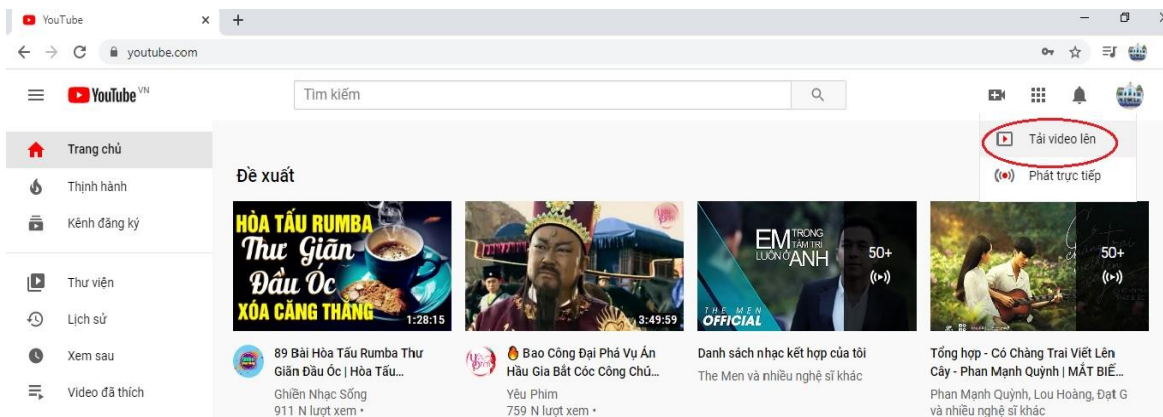 YouTube
youtube.com
YouTube VN
Tìm kiếm
Tải video lên
Phát trực tiếp
Trang chủ
Thịnh hành
Kênh đăng ký
Thư viện
Lịch sử
Xem sau
Video đã thích
Đề xuất
HÒA TẤU RUMBA
Thư Giãn
Đầu Óc
XÓA CĂNG THẲNG
1:28:15
89 Bài Hòa Tấu Rumba Thư
Giãn Đầu Óc | Hòa Tấu...
Ghiền Nhạc Sống
911 N lượt xem •
3:49:59
Bao Công Đại Phá Vụ Án
Hầu Gia Bắt Cóc Công Chú...
Yêu Phim
759 N lượt xem •
EM TRONG
TÂM TRÍ
LUÔN Ở ANH
THE MEN
OFFICIAL
50+
Danh sách nhạc kết hợp của tôi
The Men và nhiều nghệ sĩ khác
50+
Tổng hợp - Có Chàng Trai Viết Lên
Cây - Phan Mạnh Quỳnh | MẮT BIẾ...
Phan Mạnh Quỳnh, Lou Hoàng, Đạt G
và nhiều nghệ sĩ khác